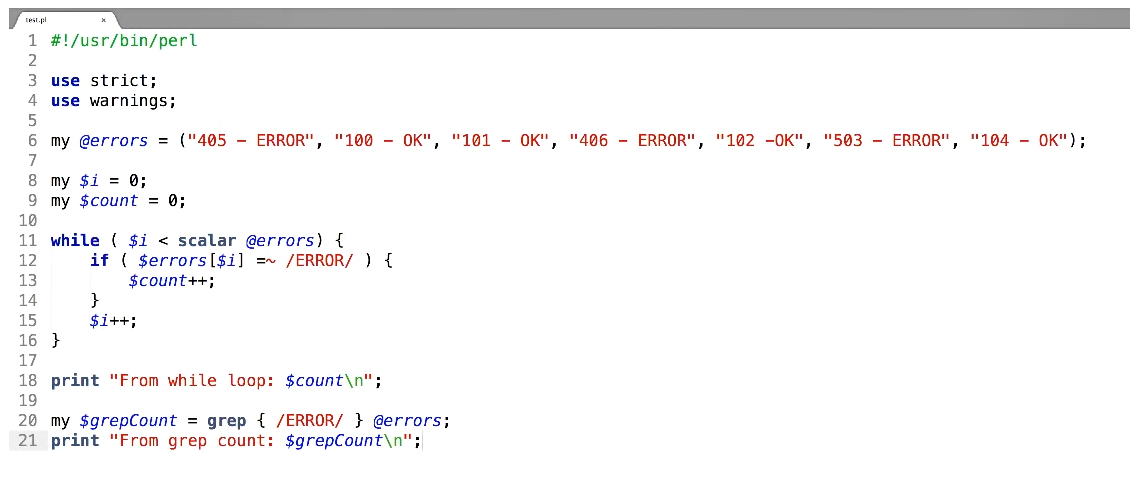 test.pl x
1 #!/usr/bin/perl
2
3 use strict;
4 use warnings;
5
6 my @errors = ("405 – ERROR", "100 – OK", "101 – OK", "406 – ERROR", "102 –OK", "503 – ERROR", "104 – OK");
7
8 my $i = 0;
9 my $count = 0;
10
11 while ( $i < scalar @errors) {
12     if ( $errors[$i] =~ /ERROR/ ) {
13         $count++;
14     }
15     $i++;
16 }
17
18 print "From while loop: $count\n";
19
20 my $grepCount = grep { /ERROR/ } @errors;
21 print "From grep count: $grepCount\n";